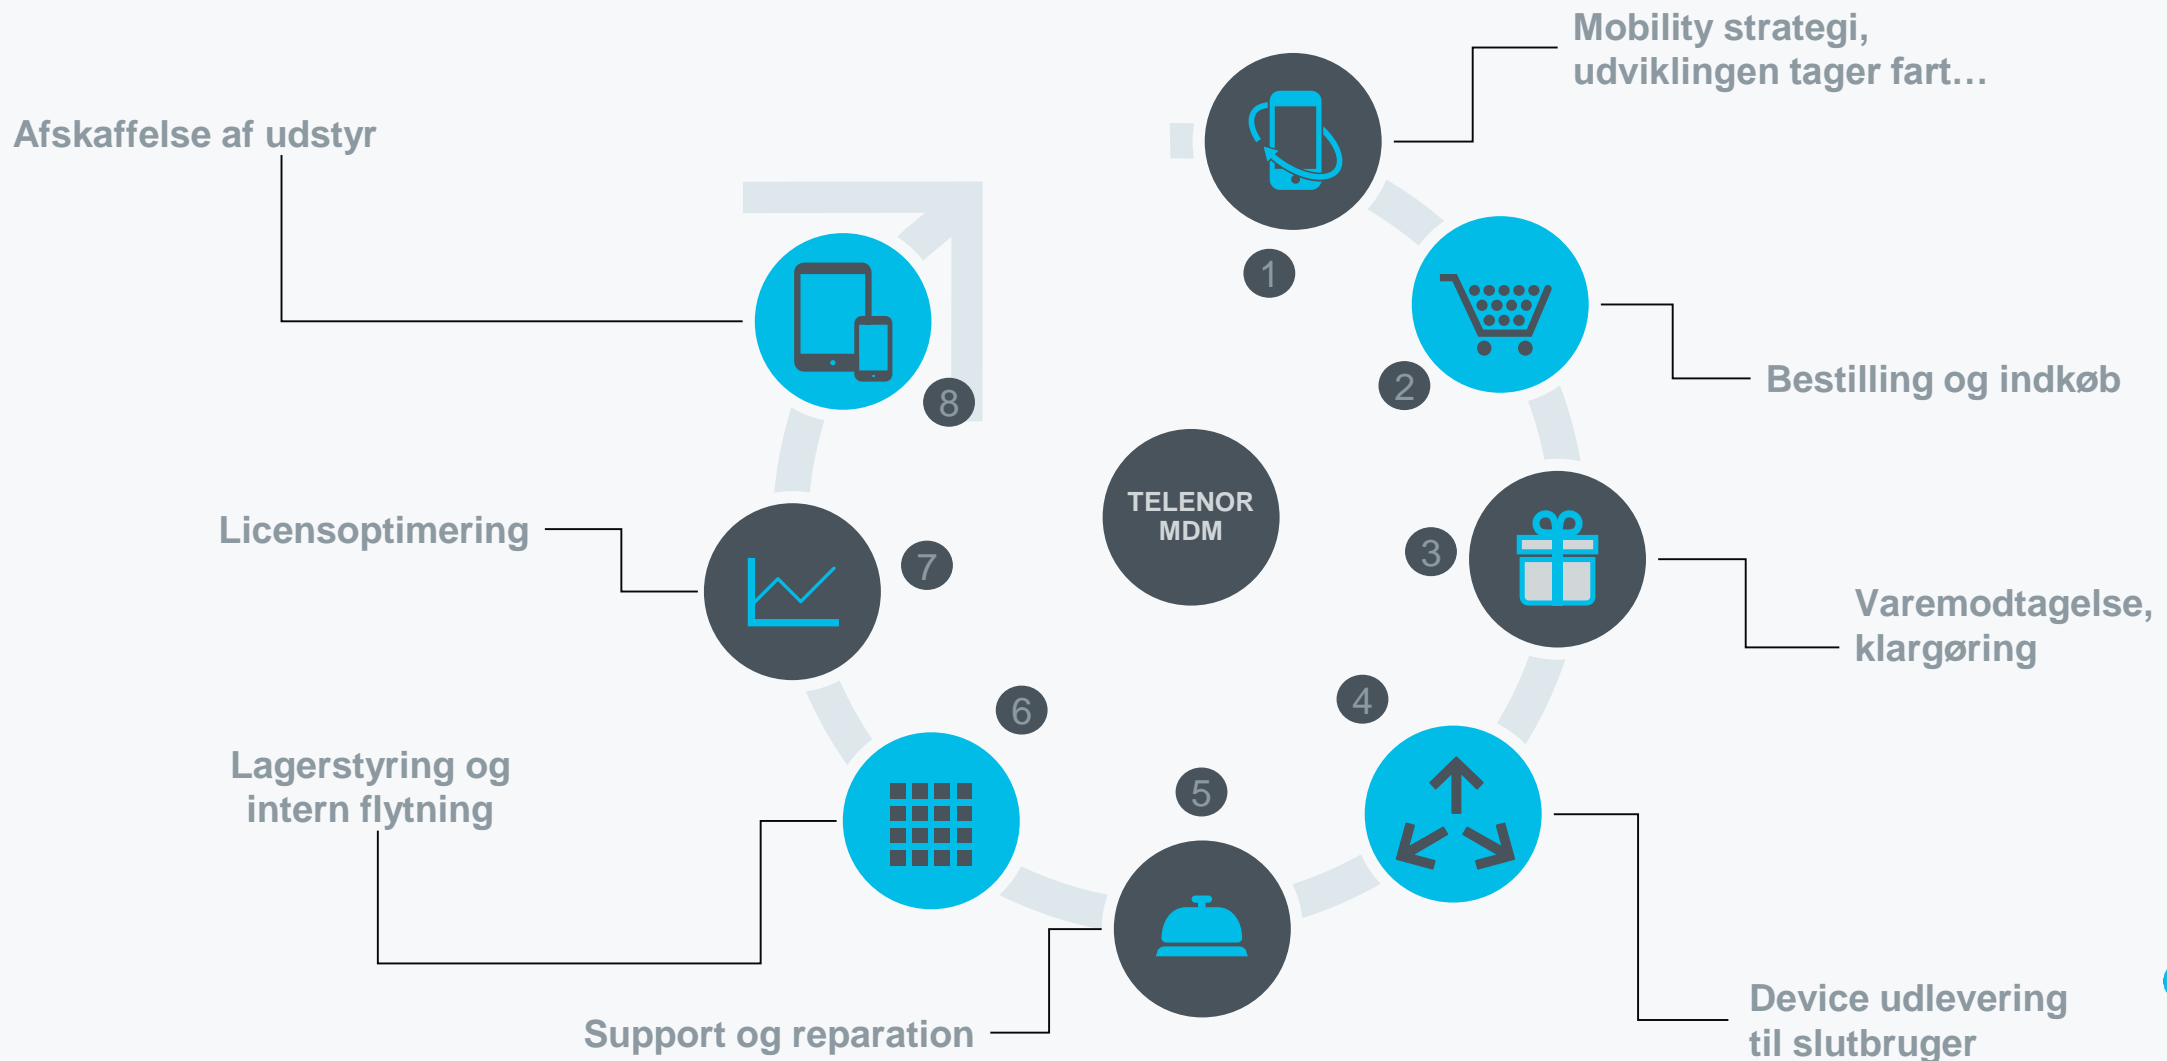 Mobility strategi,
udviklingen tager fart…
1
Bestilling og indkøb
2
Varemodtagelse,
klargøring
3
Device udlevering
til slutbruger
4
Support og reparation
5
Lagerstyring og
intern flytning
6
Licensoptimering
7
Afskaffelse af udstyr
8
TELENOR
MDM